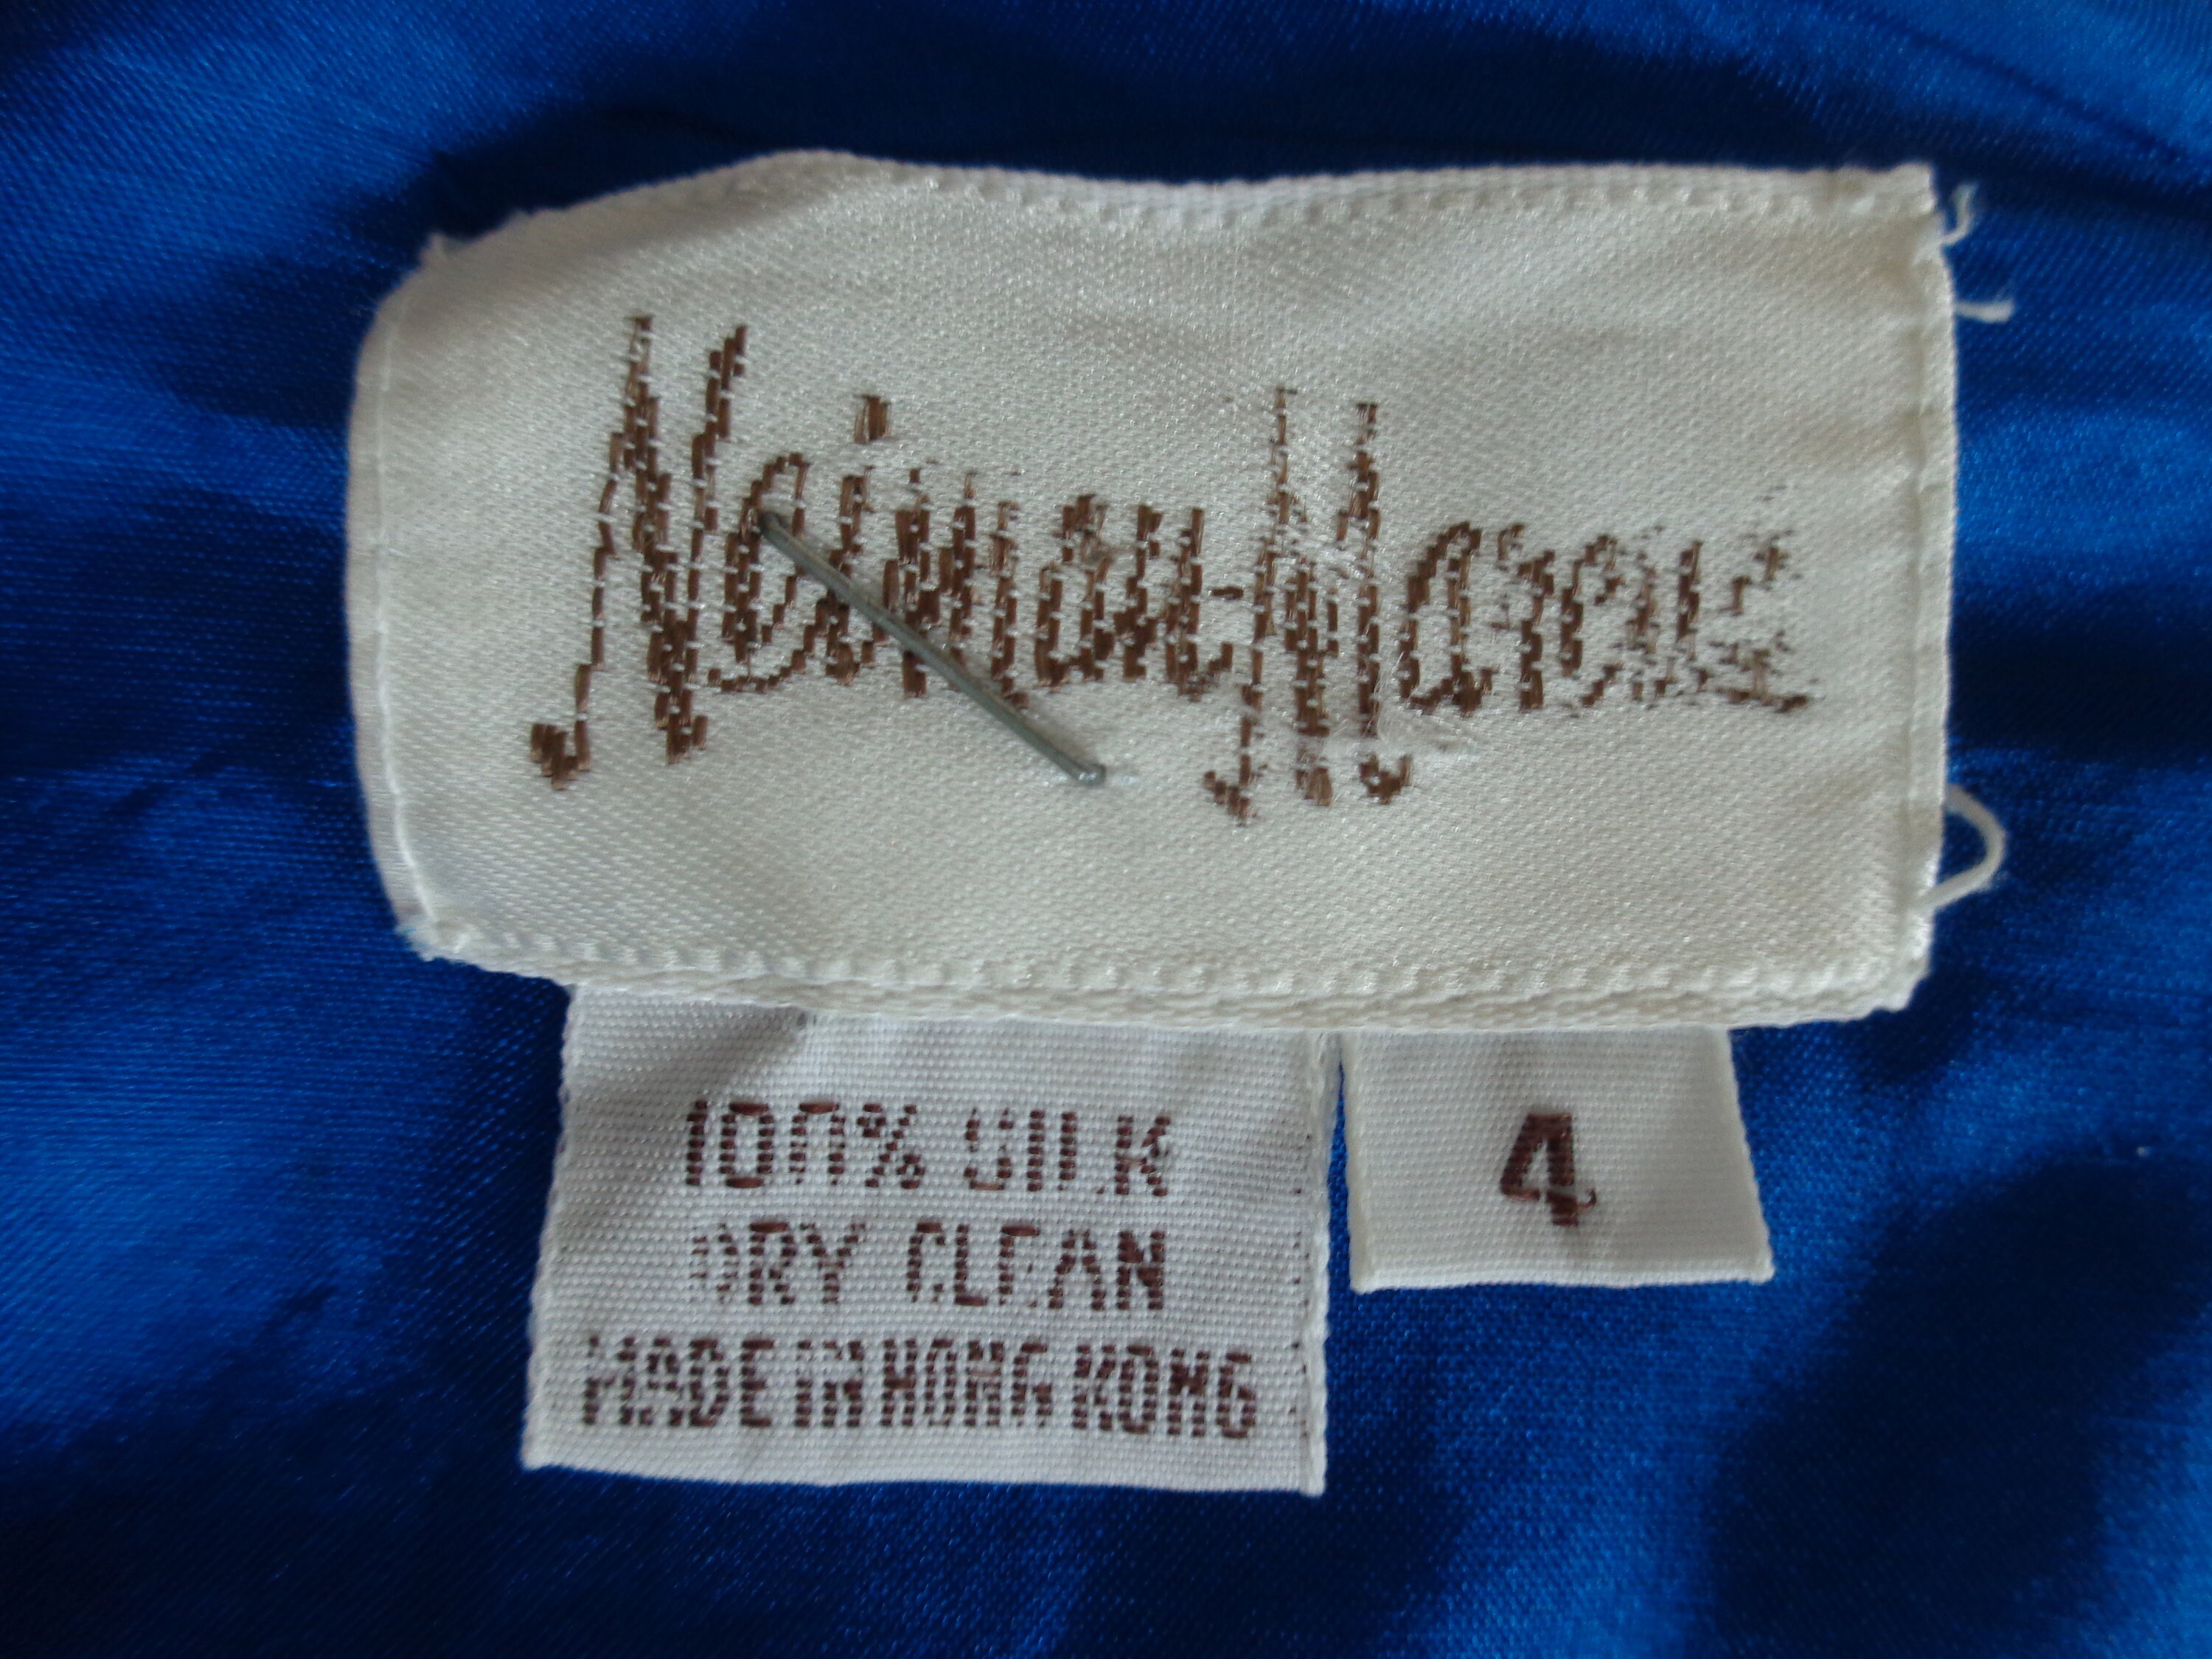 Neiman-Marcus
100% SILK
DRY CLEAN
MADE IN HONG KONG
4